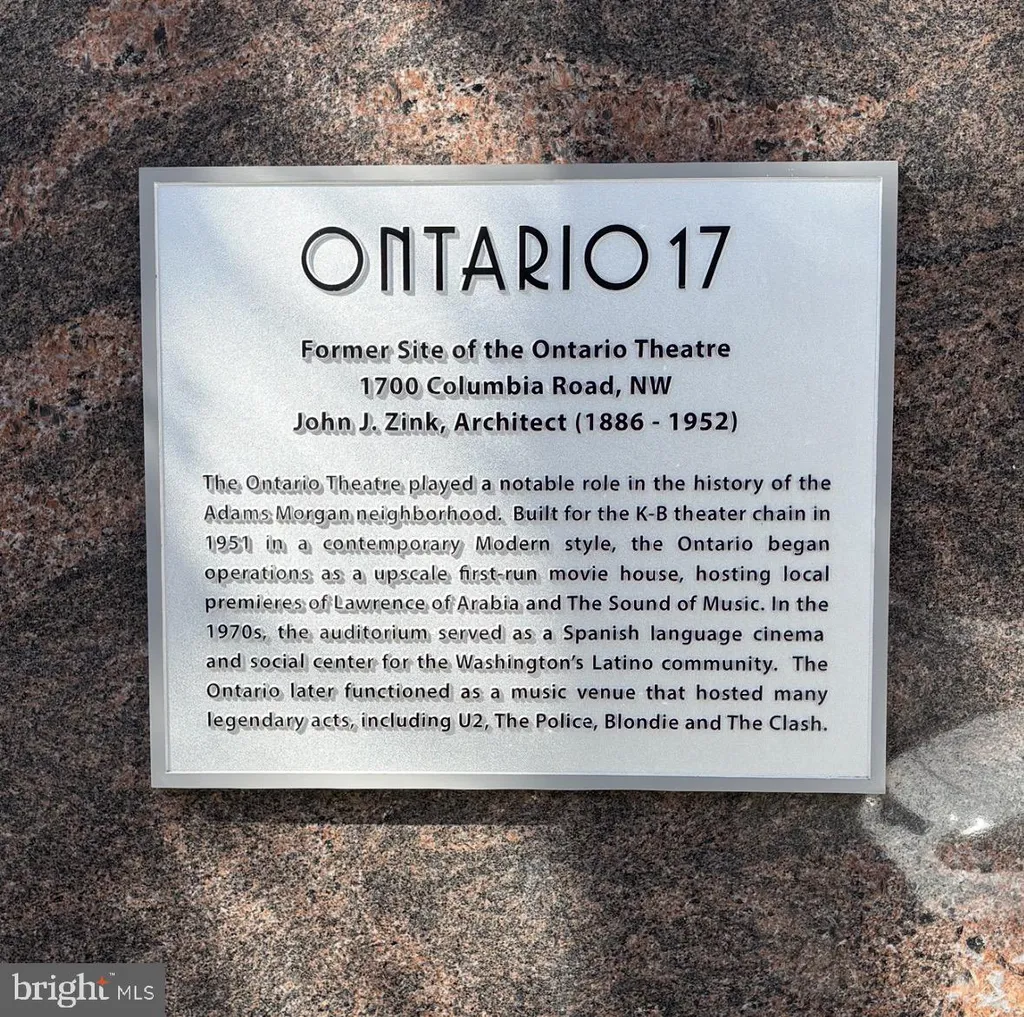 ONTARIO 17
Former Site of the Ontario Theatre
1700 Columbia Road, NW
John J. Zink, Architect (1886 - 1952)
The Ontario Theatre played a notable role in the history of the
Adams Morgan neighborhood. Built for the K-B theater chain in
1951 in a contemporary Modern style, the Ontario began
operations as a upscale first-run movie house, hosting local
premieres of Lawrence of Arabia and The Sound of Music. In the
1970s, the auditorium served as a Spanish language cinema
and social center for the Washington's Latino community. The
Ontario later functioned as a music venue that hosted many
legendary acts, including U2, The Police, Blondie and The Clash.
bright™ MLS